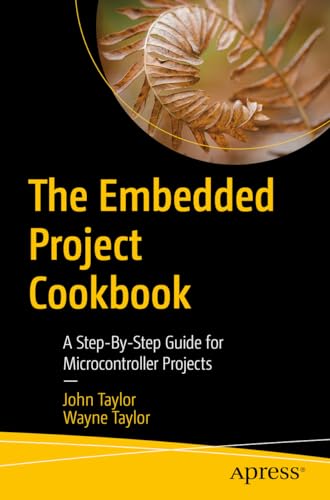 The Embedded
Project
Cookbook
A Step-By-Step Guide for
Microcontroller Projects
John Taylor
Wayne Taylor
Apress®